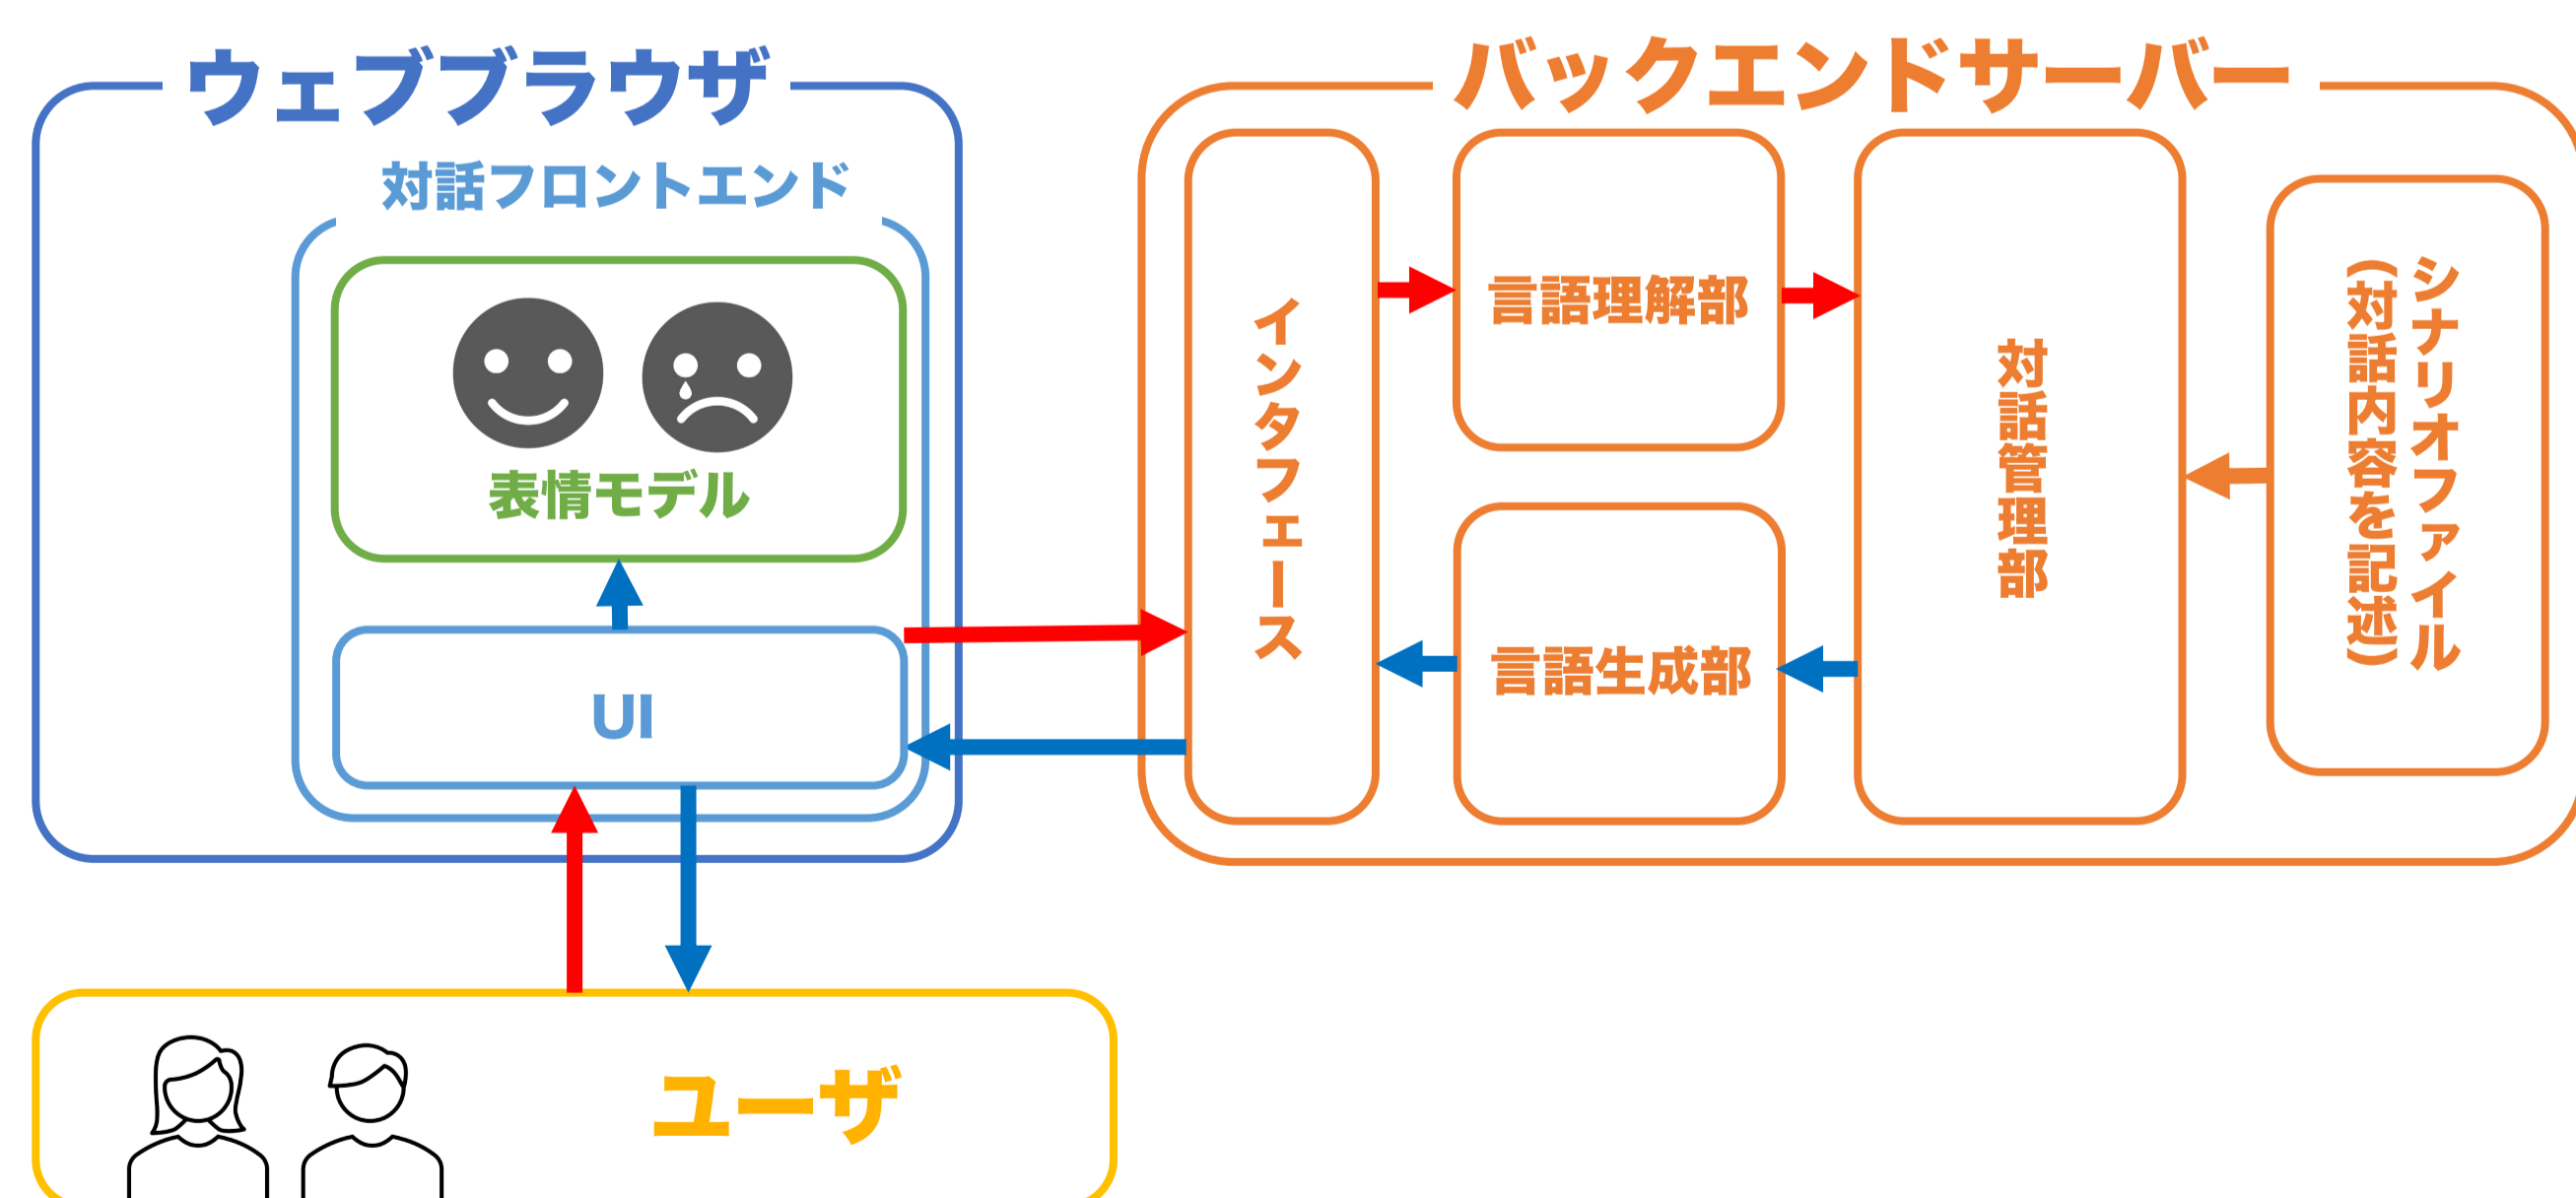 ウェブブラウザ
対話フロントエンド
表情モデル
UI
バックエンドサーバー
インタフェース
言語理解部
言語生成部
対話管理部
シナリオファイル
(対話内容を記述)
ユーザ